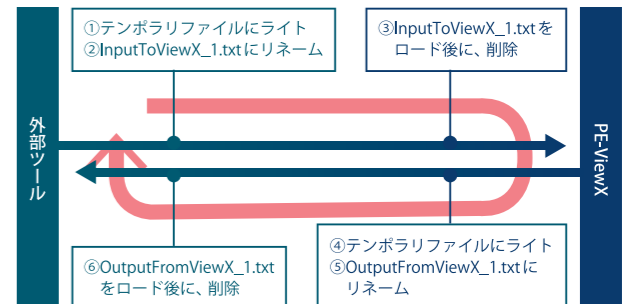 ①テンポラリファイルにライト
②InputToViewX_1.txtにリネーム
③InputToViewX_1.txtを
ロード後に、削除
外部ツール
PE-ViewX
⑥OutputFromViewX_1.txt
をロード後に、削除
④テンポラリファイルにライト
⑤OutputFromViewX_1.txtに
リネーム